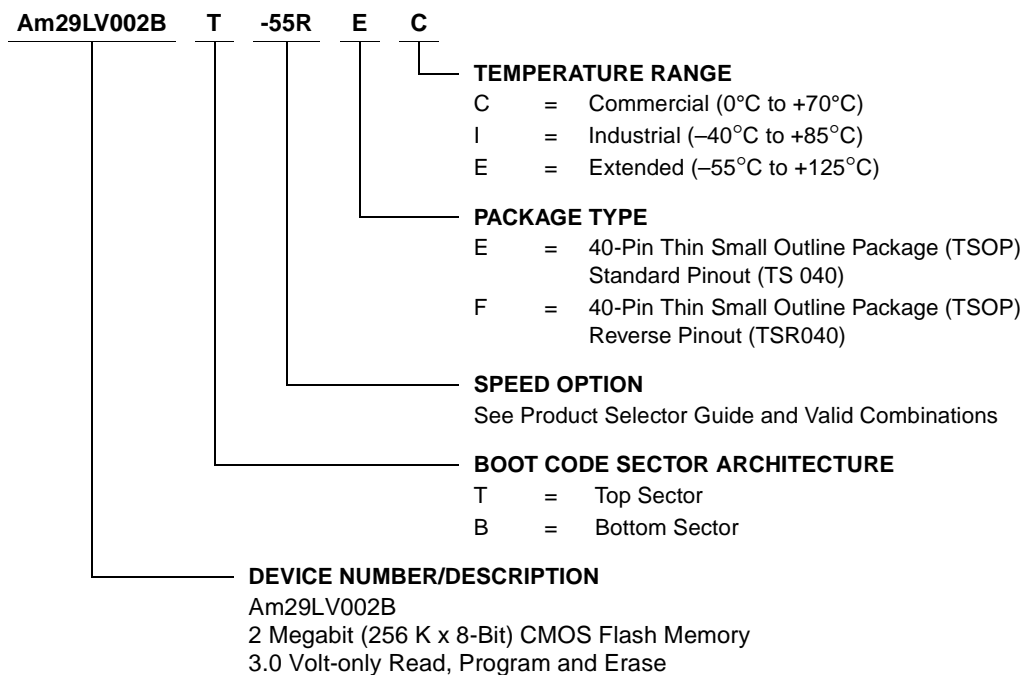 Am29LV002B T -55R E C
TEMPERATURE RANGE
C = Commercial (0°C to +70°C)
I = Industrial (–40°C to +85°C)
E = Extended (–55°C to +125°C)
PACKAGE TYPE
E = 40-Pin Thin Small Outline Package (TSOP)
Standard Pinout (TS 040)
F = 40-Pin Thin Small Outline Package (TSOP)
Reverse Pinout (TSR040)
SPEED OPTION
See Product Selector Guide and Valid Combinations
BOOT CODE SECTOR ARCHITECTURE
T = Top Sector
B = Bottom Sector
DEVICE NUMBER/DESCRIPTION
Am29LV002B
2 Megabit (256 K x 8-Bit) CMOS Flash Memory
3.0 Volt-only Read, Program and Erase